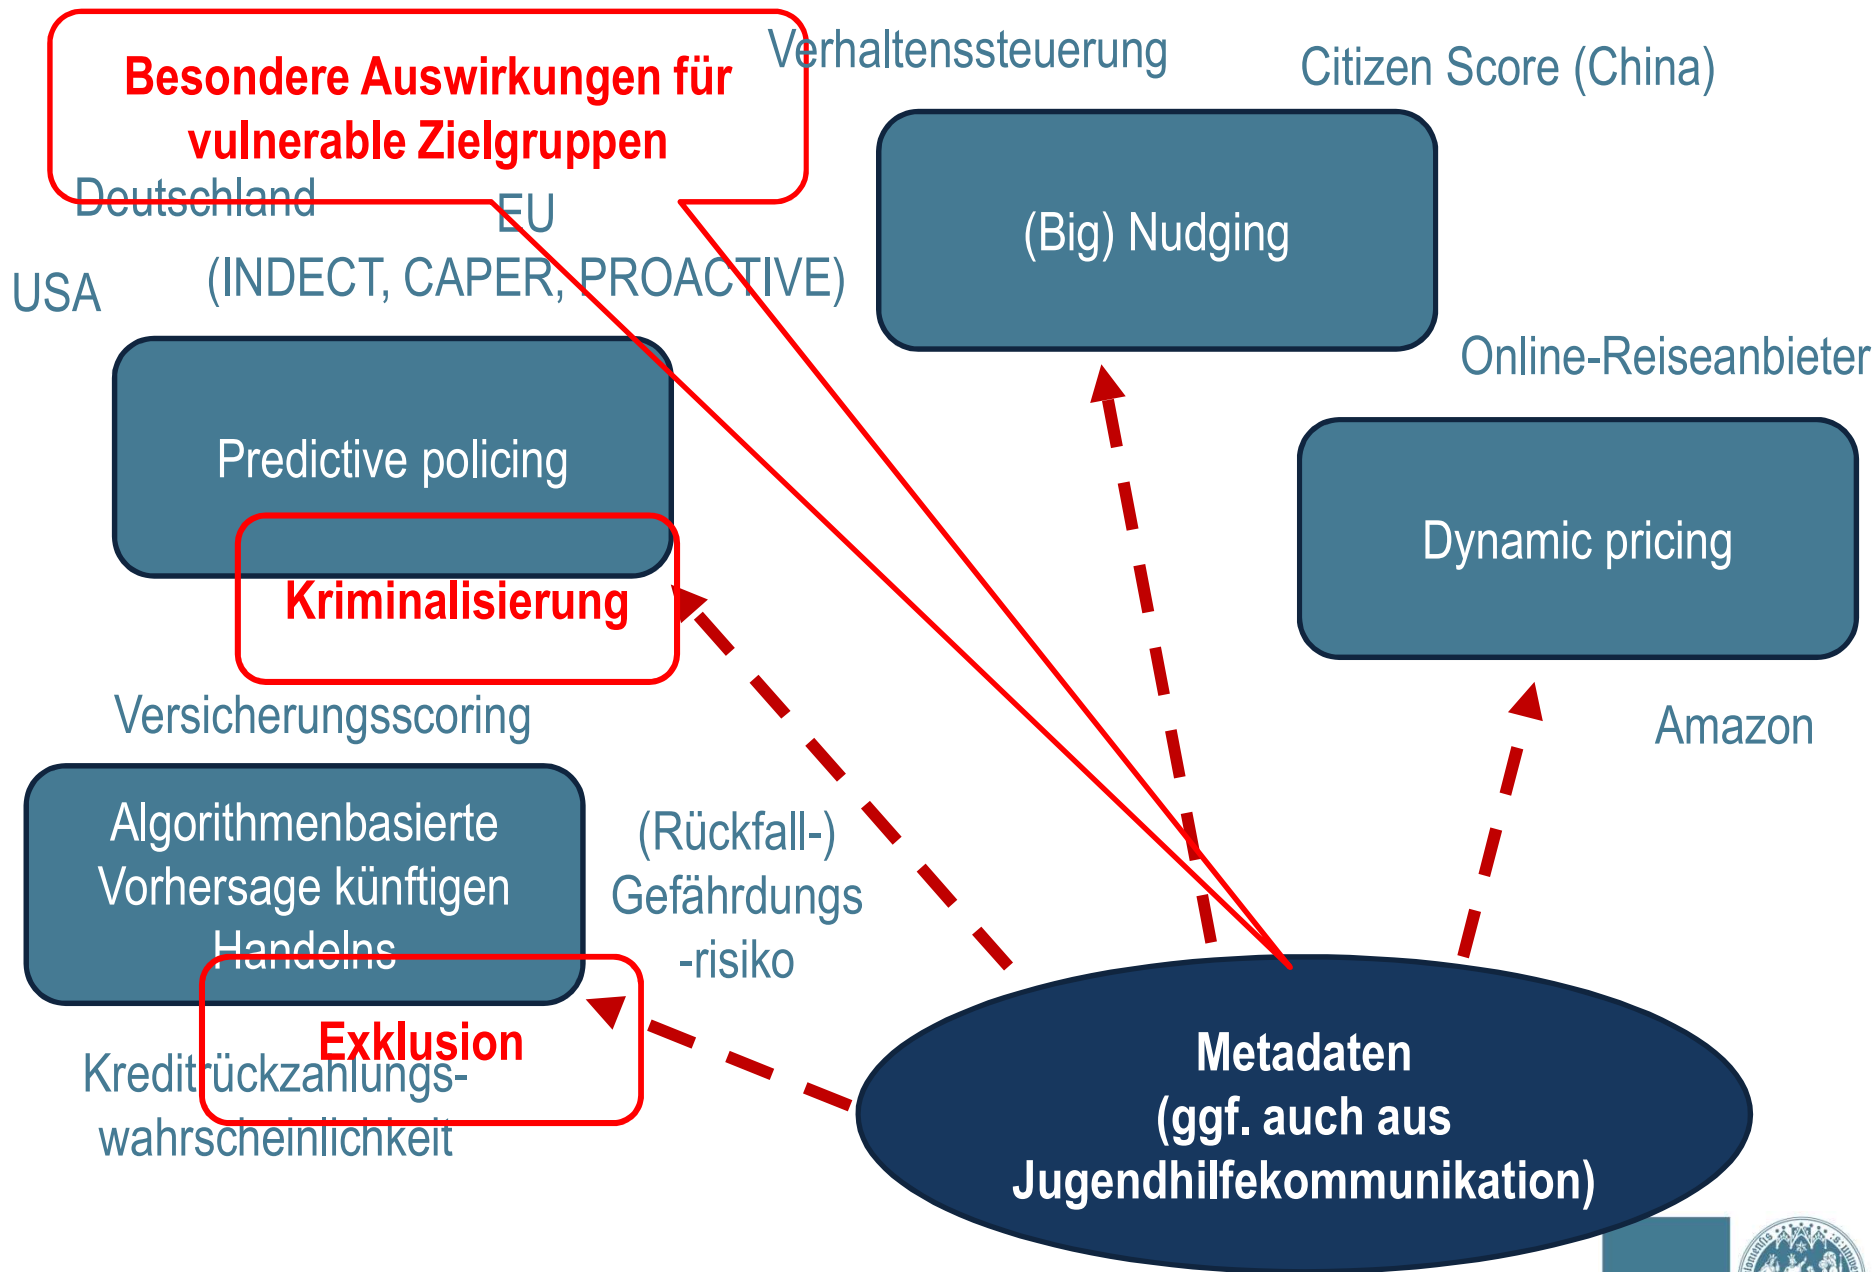 Besondere Auswirkungen für
vulnerable Zielgruppen
Verhaltenssteuerung
Citizen Score (China)
Deutschland
EU
(INDECT, CAPER, PROACTIVE)
USA
(Big) Nudging
Online-Reiseanbieter
Predictive policing
Dynamic pricing
Kriminalisierung
Versicherungsscoring
Amazon
Algorithmenbasierte
Vorhersage künftigen
Handelns
(Rückfall-)
Gefährdungs
-risiko
Exklusion
Kreditrückzahlungs-
wahrscheinlichkeit
Metadaten
(ggf. auch aus
Jugendhilfekommunikation)